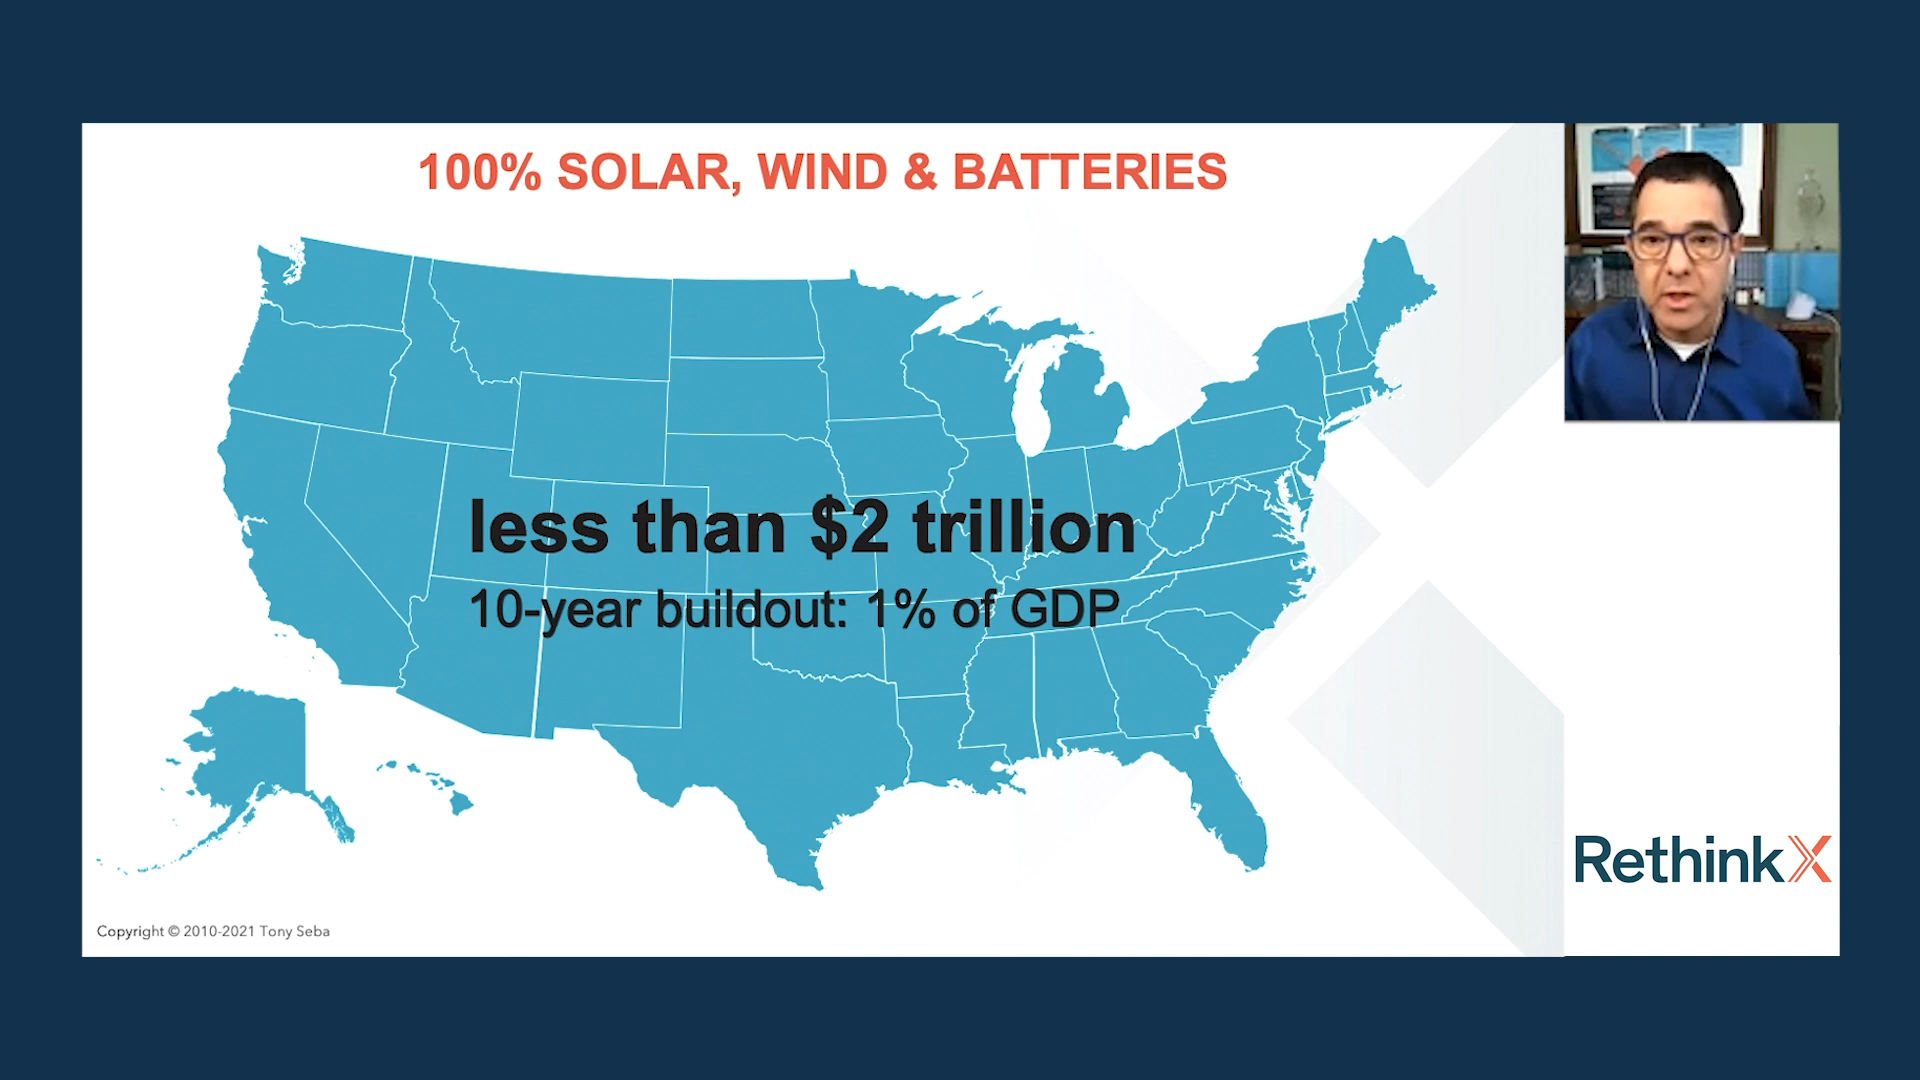 100% SOLAR, WIND & BATTERIES
less than $2 trillion
10-year buildout: 1% of GDP
RethinkX
Copyright © 2010-2021 Tony Seba